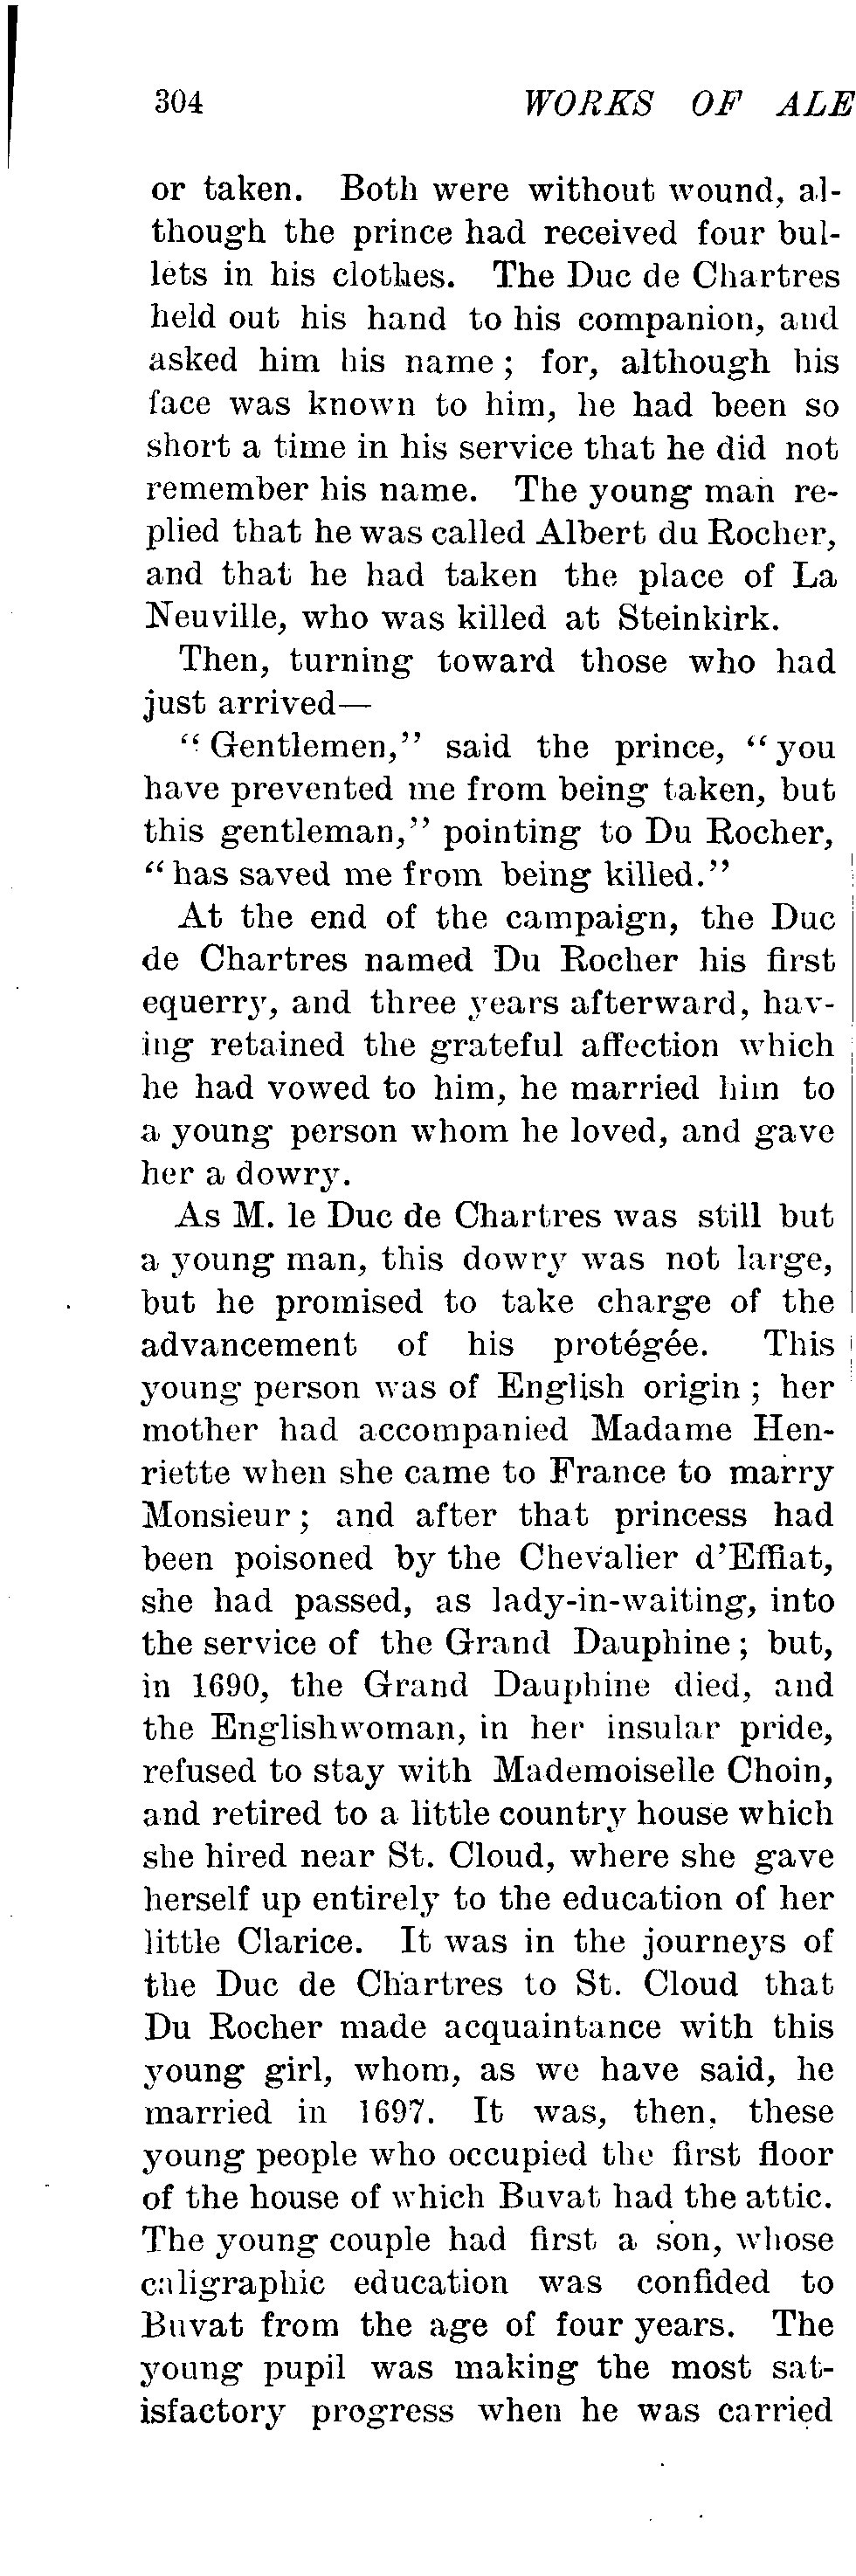 304 WORKS OF ALE
or taken. Both were without wound, al-
though the prince had received four bul-
lets in his clothes. The Duc de Chartres
held out his hand to his companion, and
asked him his name ; for, although his
face was known to him, he had been so
short a time in his service that he did not
remember his name. The young man re-
plied that he was called Albert du Rocher,
and that he had taken the place of La
Neuville, who was killed at Steinkirk.
Then, turning toward those who had
just arrived—
“ Gentlemen,” said the prince, “ you
have prevented me from being taken, but
this gentleman,” pointing to Du Rocher,
“ has saved me from being killed.”
At the end of the campaign, the Duc
de Chartres named Du Rocher his first
equerry, and three years afterward, hav-
ing retained the grateful affection which
he had vowed to him, he married him to
a young person whom he loved, and gave
her a dowry.
As M. le Duc de Chartres was still but
a young man, this dowry was not large,
but he promised to take charge of the
advancement of his protégée. This
young person was of English origin ; her
mother had accompanied Madame Hen-
riette when she came to France to marry
Monsieur ; and after that princess had
been poisoned by the Chevalier d’Effiat,
she had passed, as lady-in-waiting, into
the service of the Grand Dauphine ; but,
in 1690, the Grand Dauphine died, and
the Englishwoman, in her insular pride,
refused to stay with Mademoiselle Choin,
and retired to a little country house which
she hired near St. Cloud, where she gave
herself up entirely to the education of her
little Clarice. It was in the journeys of
the Duc de Chartres to St. Cloud that
Du Rocher made acquaintance with this
young girl, whom, as we have said, he
married in 1697. It was, then, these
young people who occupied the first floor
of the house of which Buvat had the attic.
The young couple had first a son, whose
caligraphic education was confided to
Buvat from the age of four years. The
young pupil was making the most sat-
isfactory progress when he was carried